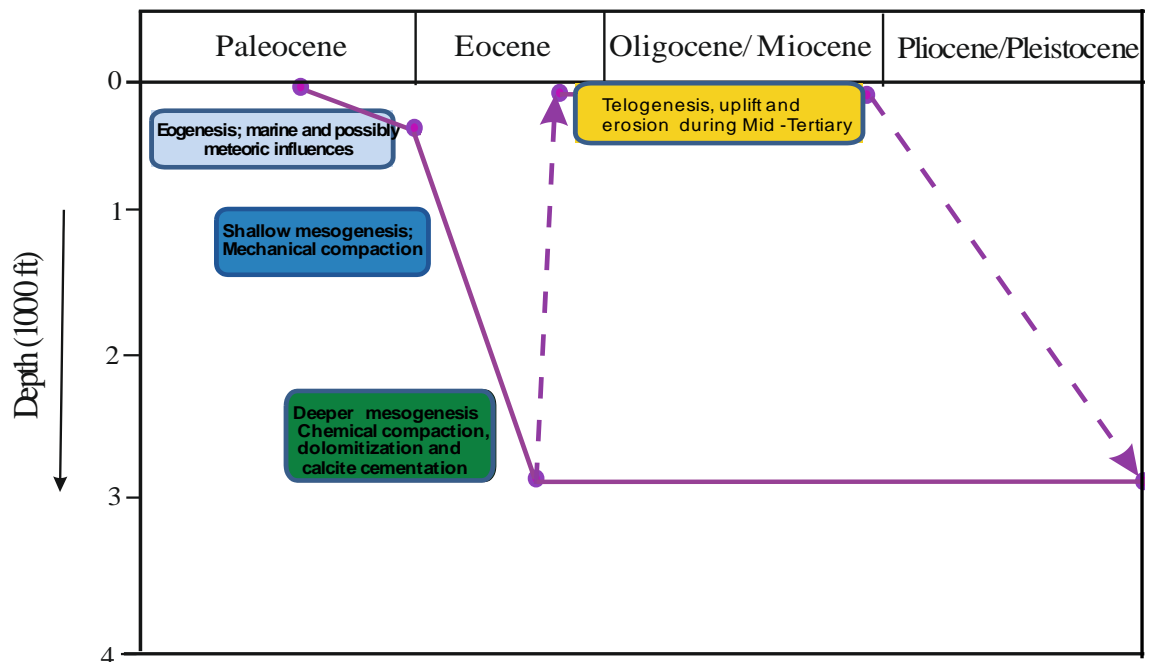 Paleocene
Eocene
Oligocene/ Miocene
Pliocene/Pleistocene
0
Eogenesis; marine and possibly
meteoric influences
Telogenesis, uplift and
erosion during Mid -Tertiary
1
Shallow mesogenesis;
Mechanical compaction
Depth (1000 ft)
2
Deeper mesogenesis
Chemical compaction,
dolomitization and
calcite cementation
3
4